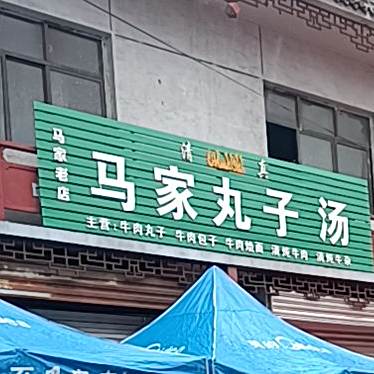 清 真
马家老店
马家丸子汤
主营:牛肉丸子 牛肉包子 牛肉烩面 清炖牛肉 清炖牛杂